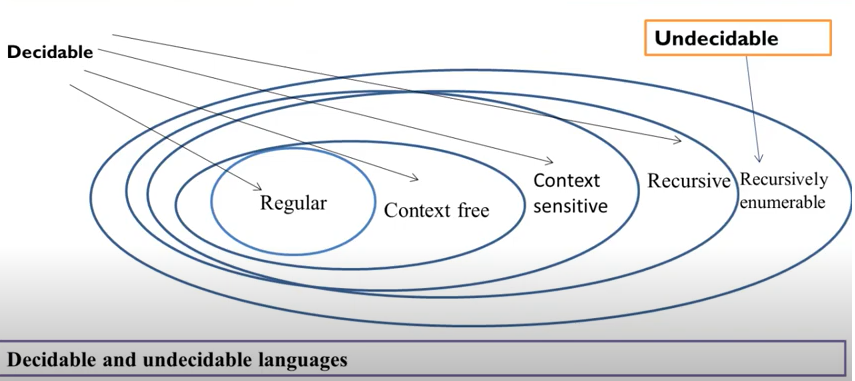 Undecidable
Decidable
Regular
Context free
Context
sensitive
Recursive
Recursively
enumerable
Decidable and undecidable languages